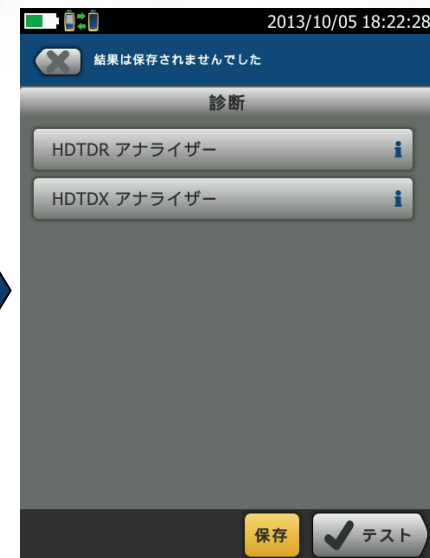 2013/10/05 18:22:28
結果は保存されませんでした
診断
HDTDR アナライザー
HDTDX アナライザー
保存
テスト